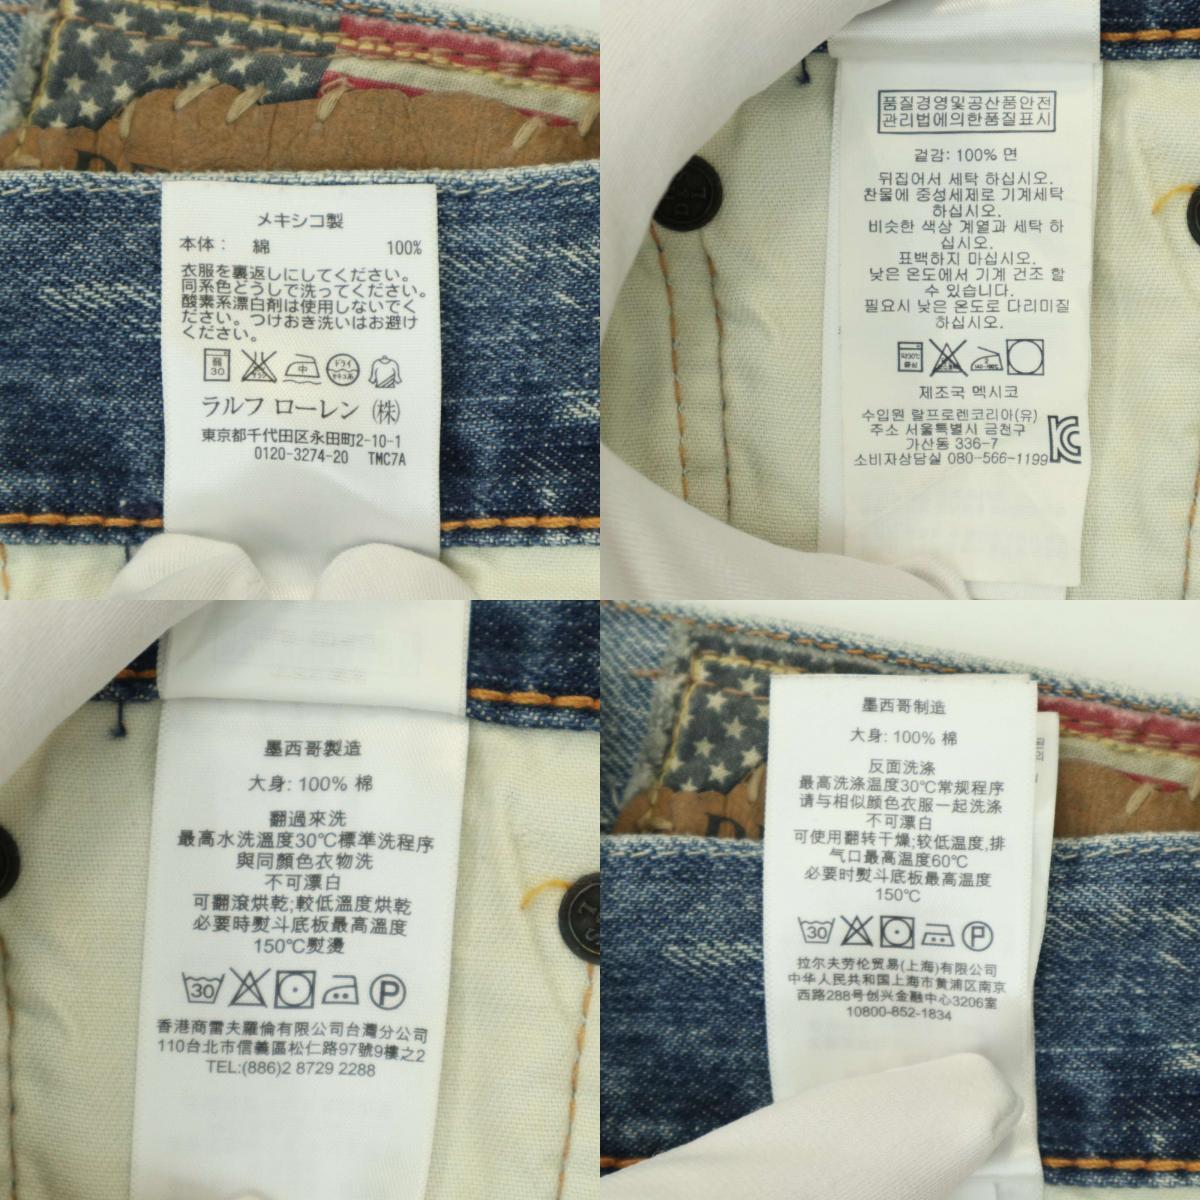 メキシコ製
本体： 綿 100%
衣服を裏返しにしてください。
同系色どうしで洗ってください。
酸素系漂白剤は使用しないでく
ださい。つけおき洗いはお避け
ください。
弱
30
中
ドライ
ラルフ ローレン (株)
東京都千代田区永田町2-10-1
0120-3274-20 TMC7A
품질경영및공산품안전
관리법에의한품질표시
겉감: 100% 면
뒤집어서 세탁 하십시오.
찬물에 중성세제로 기계세탁
하십시오.
비슷한 색상 계열과 세탁 하
십시오.
표백하지 마십시오.
낮은 온도에서 기계 건조 할
수 있습니다.
필요시 낮은 온도로 다리미질
하십시오.
제조국 멕시코
수입원 랄프로렌코리아(유)
주소 서울특별시 금천구
가산동 336-7
소비자상담실 080-566-1199
墨西哥製造
大身: 100% 棉
翻過來洗
最高水洗溫度30℃標準洗程序
與同顏色衣物洗
不可漂白
可翻滾烘乾;較低溫度烘乾
必要時熨斗底板最高溫度
150℃熨燙
30
P
香港商雷夫羅倫有限公司台灣分公司
110台北市信義區松仁路97號9樓之2
TEL:(886)2 8729 2288
墨西哥制造
大身: 100% 棉
反面洗涤
最高洗涤温度30℃常规程序
请与相似颜色衣服一起洗涤
不可漂白
可使用翻转干燥;较低温度,排
气口最高温度60℃
必要时熨斗底板最高温度
150℃
30
P
拉尔夫劳伦贸易(上海)有限公司
中华人民共和国上海市黄浦区南京
西路288号创兴金融中心3206室
10800-852-1834